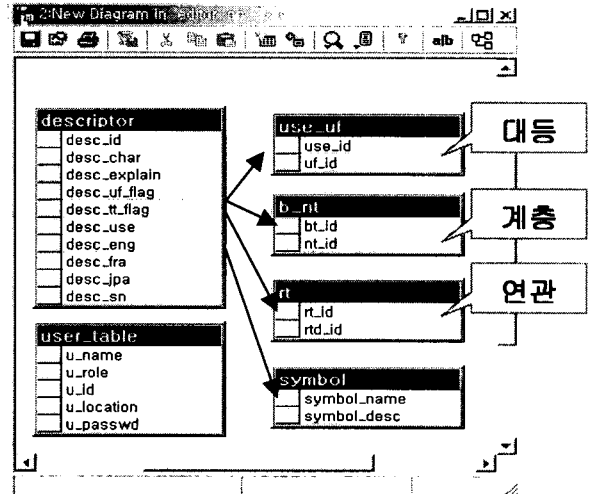 2:New Diagram in
ab
descriptor
desc_id
desc_char
desc_explain
desc_uf_flag
desc_tt_flag
desc_use
desc_eng
desc_fra
desc_jpa
desc_sn
user_table
u_name
u_role
u_id
u_location
u_passwd
use_uf
use_id
uf_id
대등
b_nt
bt_id
nt_id
계층
rt
rt_id
rtd_id
연관
symbol
symbol_name
symbol_desc